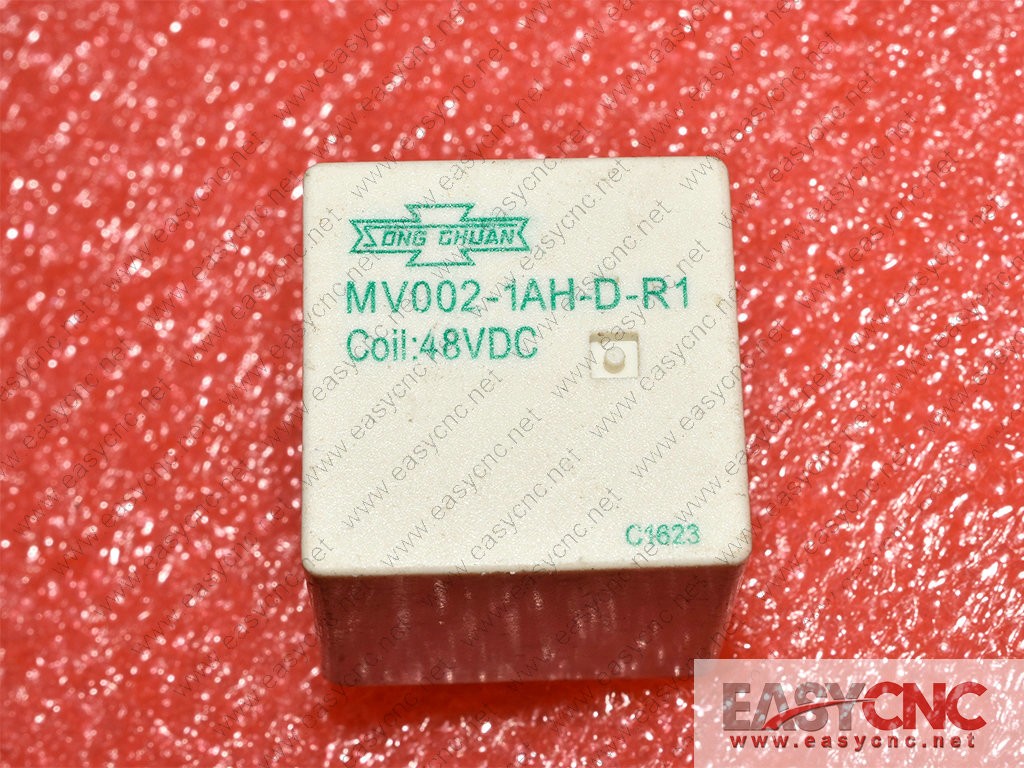 SONG CHUAN
MV002-1AH-D-R1
Coil:48VDC
C1623
EASYCNC
www.easycnc.net